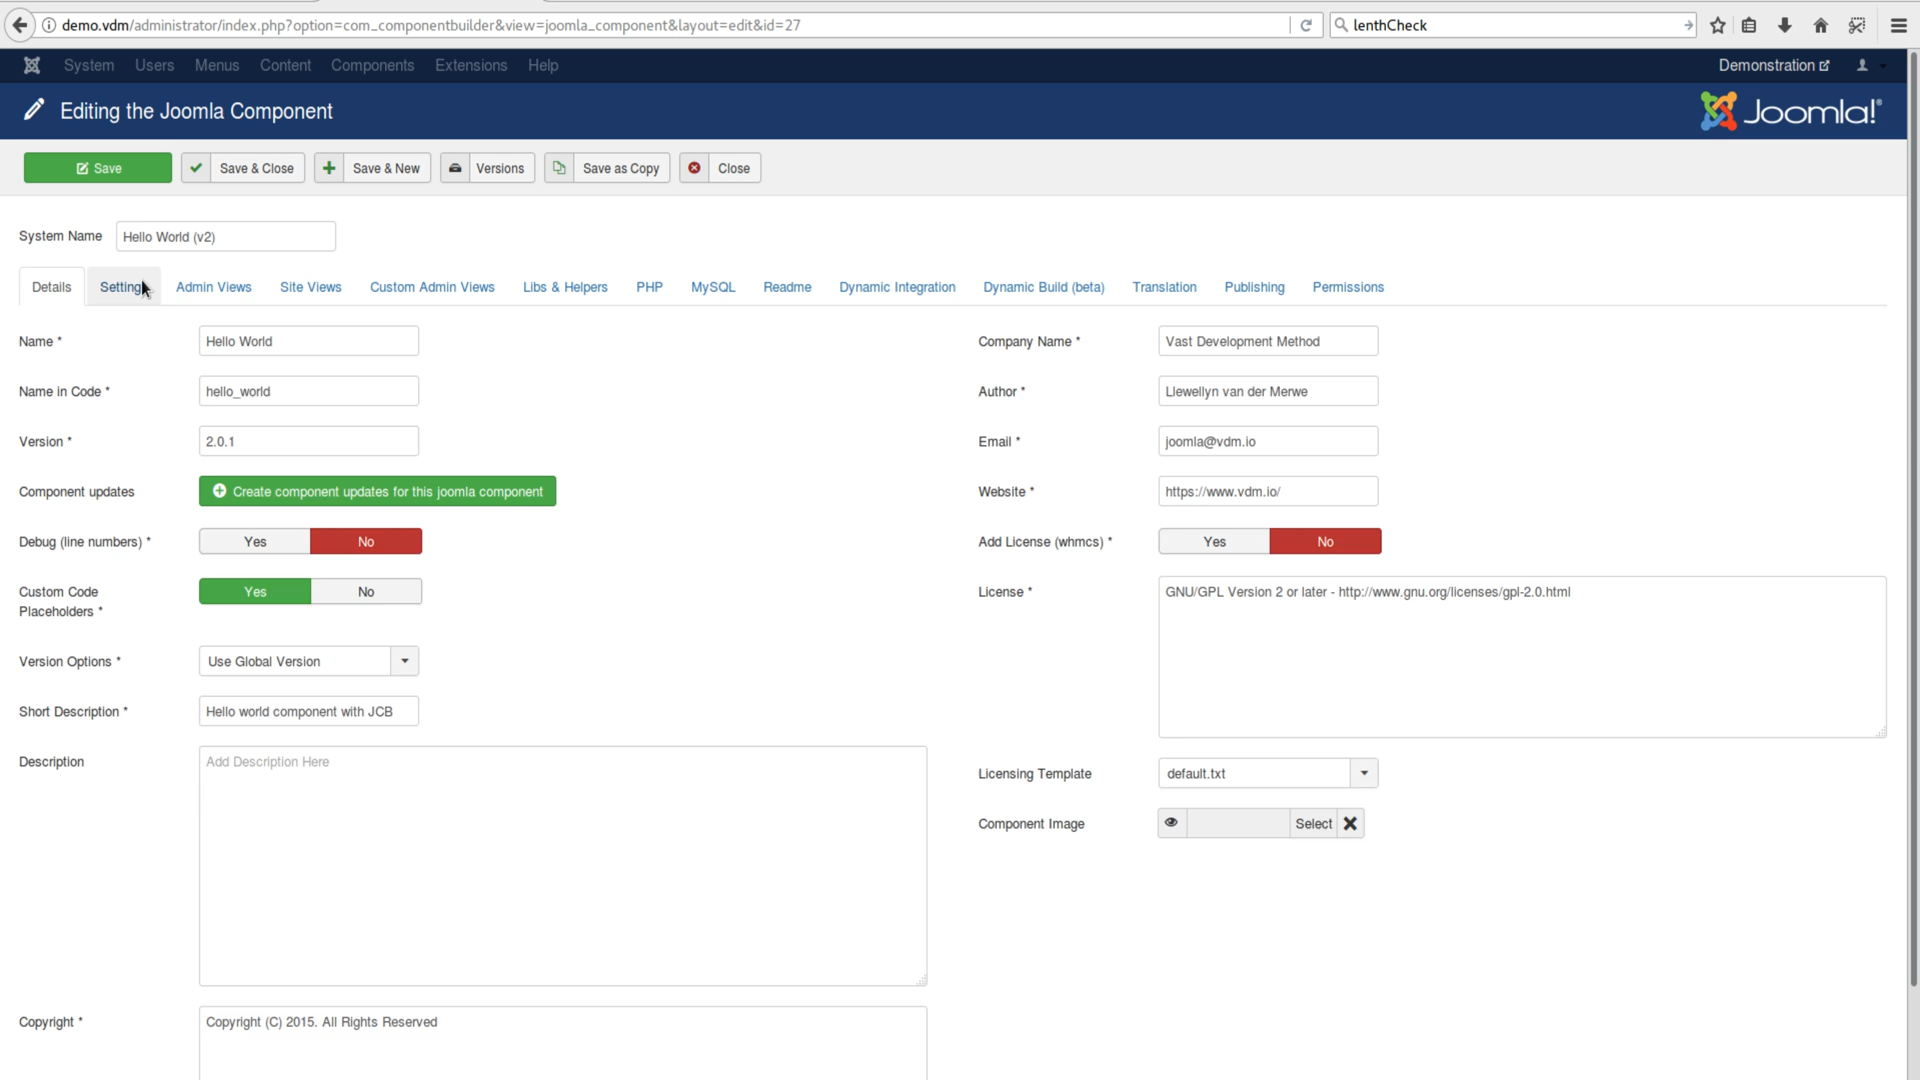 demo.vdm/administrator/index.php?option=com_componentbuilder&view=joomla_component&layout=edit&id=27
lenthCheck
System Users Menus Content Components Extensions Help
Demonstration
Editing the Joomla Component
Joomla!®
Save
Save & Close
Save & New
Versions
Save as Copy
Close
System Name Hello World (v2)
Details Setting Admin Views Site Views Custom Admin Views Libs & Helpers PHP MySQL Readme Dynamic Integration Dynamic Build (beta) Translation Publishing Permissions
Name * Hello World
Company Name * Vast Development Method
Name in Code * hello_world
Author * Llewellyn van der Merwe
Version * 2.0.1
Email * joomla@vdm.io
Component updates Create component updates for this joomla component
Website * https://www.vdm.io/
Debug (line numbers) * Yes No
Add License (whmcs) * Yes No
Custom Code
Placeholders *
Yes No
License * GNU/GPL Version 2 or later - http://www.gnu.org/licenses/gpl-2.0.html
Version Options * Use Global Version
Short Description * Hello world component with JCB
Description Add Description Here
Licensing Template default.txt
Component Image Select
Copyright * Copyright (C) 2015. All Rights Reserved